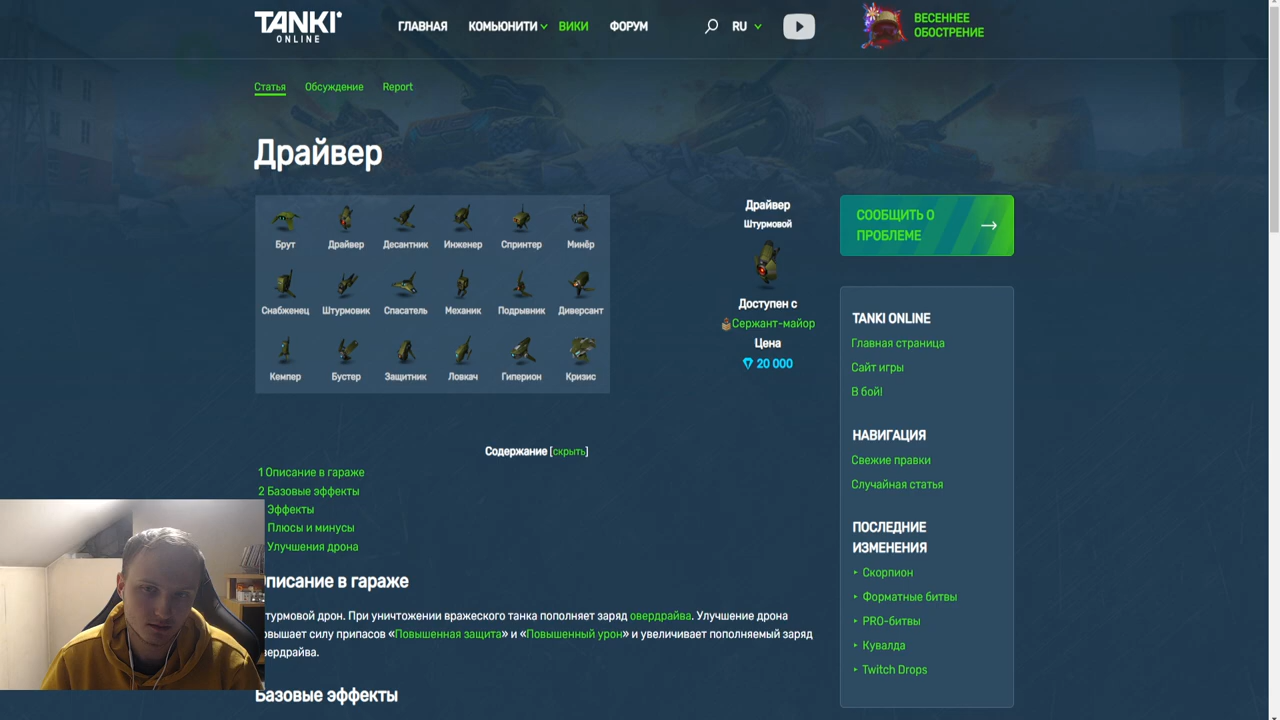 TANKI
ONLINE
ГЛАВНАЯ
КОМЬЮНИТИ
ВИКИ
ФОРУМ
RU
ВЕСЕННЕЕ
ОБОСТРЕНИЕ
Статья
Обсуждение
Report
Драйвер
Брут
Драйвер
Десантник
Инженер
Спринтер
Минёр
Снабженец
Штурмовик
Спасатель
Механик
Подрывник
Диверсант
Кемпер
Бустер
Защитник
Ловкач
Гиперион
Кризис
Драйвер
Штурмовой
Доступен с
Сержант-майор
Цена
20 000
СООБЩИТЬ О
ПРОБЛЕМЕ
TANKI ONLINE
Главная страница
Сайт игры
В бой!
НАВИГАЦИЯ
Свежие правки
Случайная статья
ПОСЛЕДНИЕ
ИЗМЕНЕНИЯ
Скорпион
Форматные битвы
PRO-битвы
Кувалда
Twitch Drops
Содержание [скрыть]
1 Описание в гараже
2 Базовые эффекты
Эффекты
Плюсы и минусы
Улучшения дрона
Описание в гараже
турмовой дрон. При уничтожении вражеского танка пополняет заряд овердрайва. Улучшение дрона
овышает силу припасов «Повышенная защита» и «Повышенный урон» и увеличивает пополняемый заряд
вердрайва.
Базовые эффекты